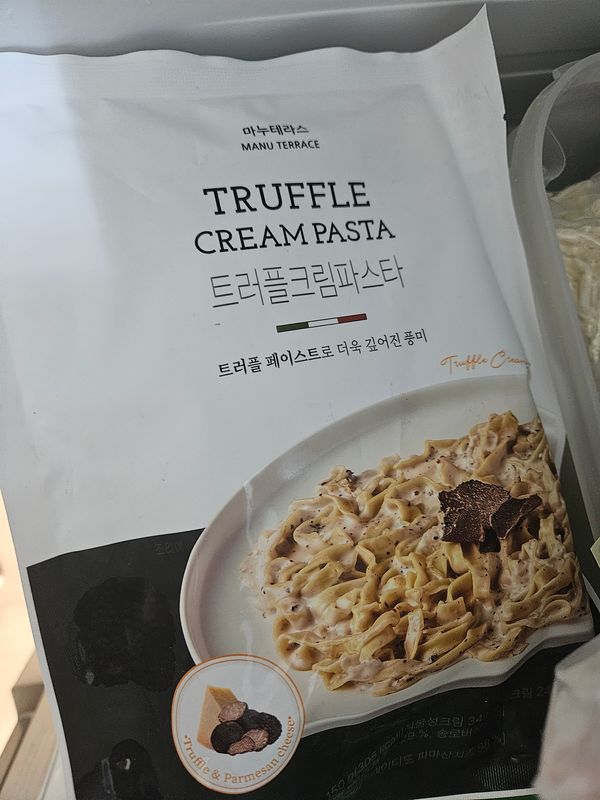 마누테라스
MANU TERRACE
TRUFFLE
CREAM PASTA
트러플크림파스타
트러플 페이스트로 더욱 깊어진 풍미
Truffle Cream
•Truffle & Parmesan cheese•